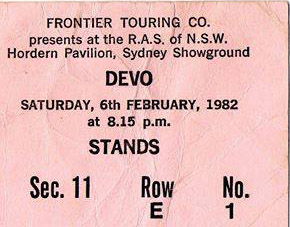 FRONTIER TOURING CO.
presents at the R.A.S. of N.S.W.
Hordern Pavilion, Sydney Showground
DEVO
SATURDAY, 6th FEBRUARY, 1982
at 8.15 p.m.
STANDS
Sec. 11 Row No.
E 1